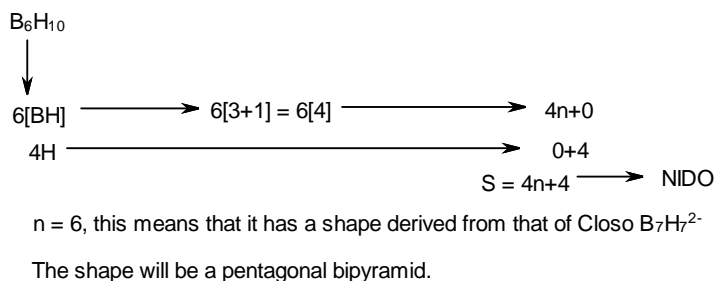 B₆H₁₀
6[BH] 6[3+1] = 6[4] 4n+0
4H 0+4
S = 4n+4 NIDO
n = 6, this means that it has a shape derived from that of Closo B₇H₇²⁻
The shape will be a pentagonal bipyramid.